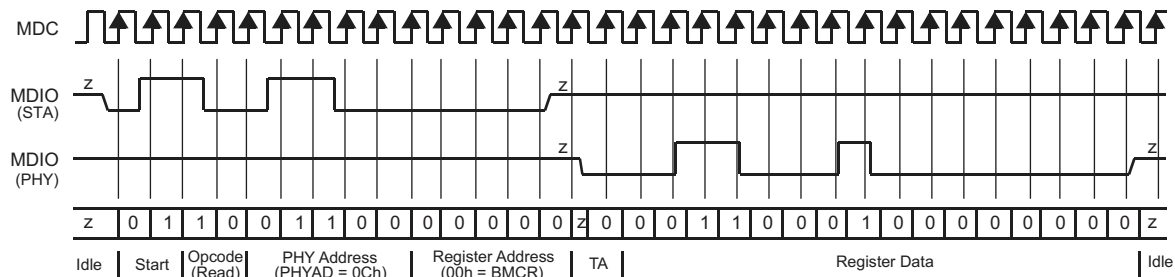 MDC
z
z
MDIO
(STA)
z
z
MDIO
(PHY)
z 0 1 1 0 0 1 1 0 0 0 0 0 0 0 z 0 0 0 1 1 0 0 0 1 0 0 0 0 0 0 0 0 z
Idle Start Opcode (Read)
PHY Address
(PHYAD = 0Ch)
Register Address
(00h = BMCR)
TA Register Data Idle